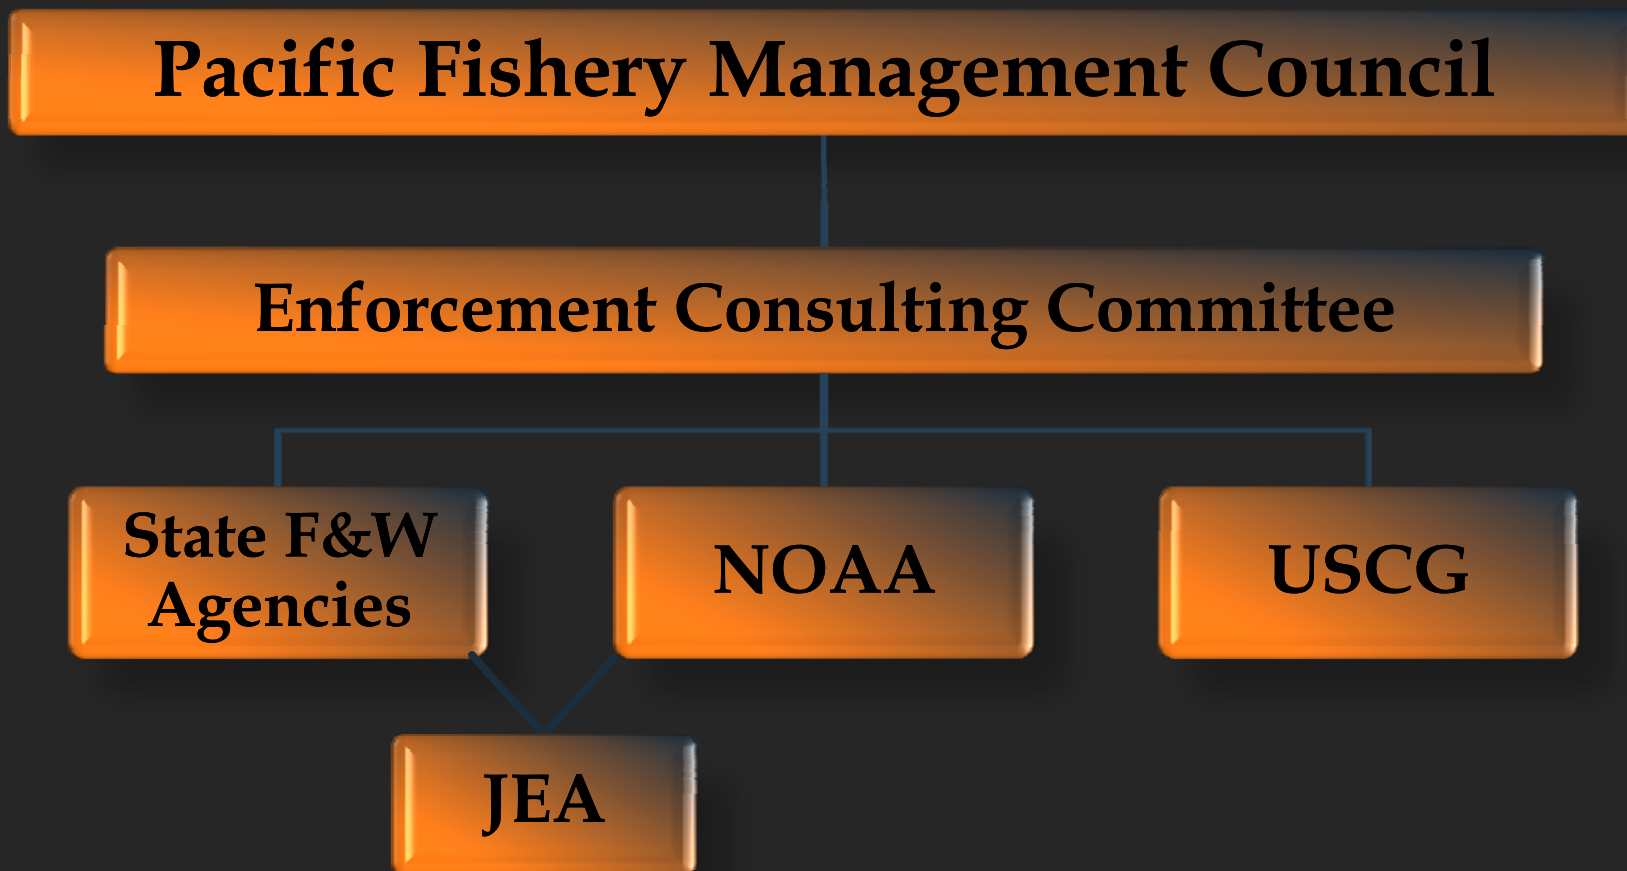 Pacific Fishery Management Council
Enforcement Consulting Committee
State F&W
Agencies
NOAA
USCG
JEA